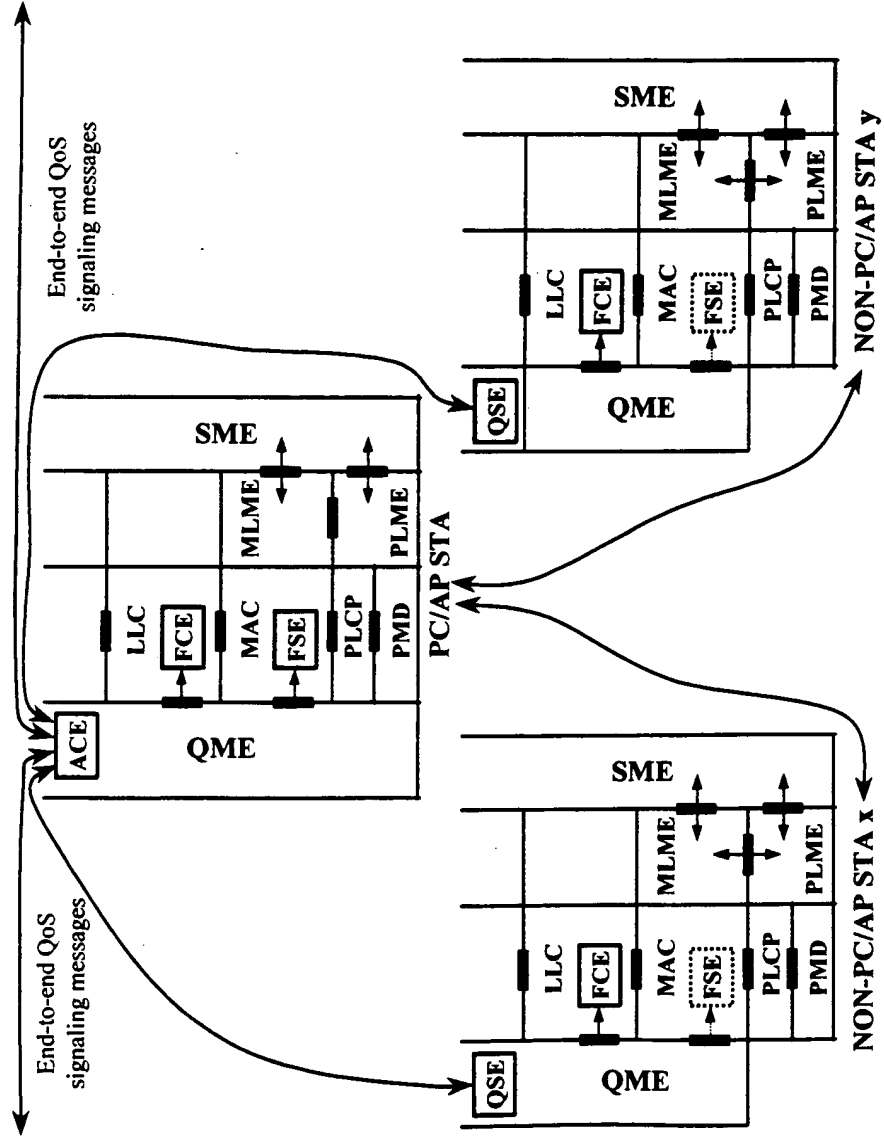 End-to-end QoS
signaling messages
End-to-end QoS
signaling messages
ACE
QME
LLC
FCE
MAC
FSE
PLCP
PMD
MLME
PLME
SME
PC/AP STA
QSE
QME
LLC
FCE
MAC
FSE
PLCP
PMD
MLME
PLME
SME
NON-PC/AP STA x
QSE
QME
LLC
FCE
MAC
FSE
PLCP
PMD
MLME
PLME
SME
NON-PC/AP STA y